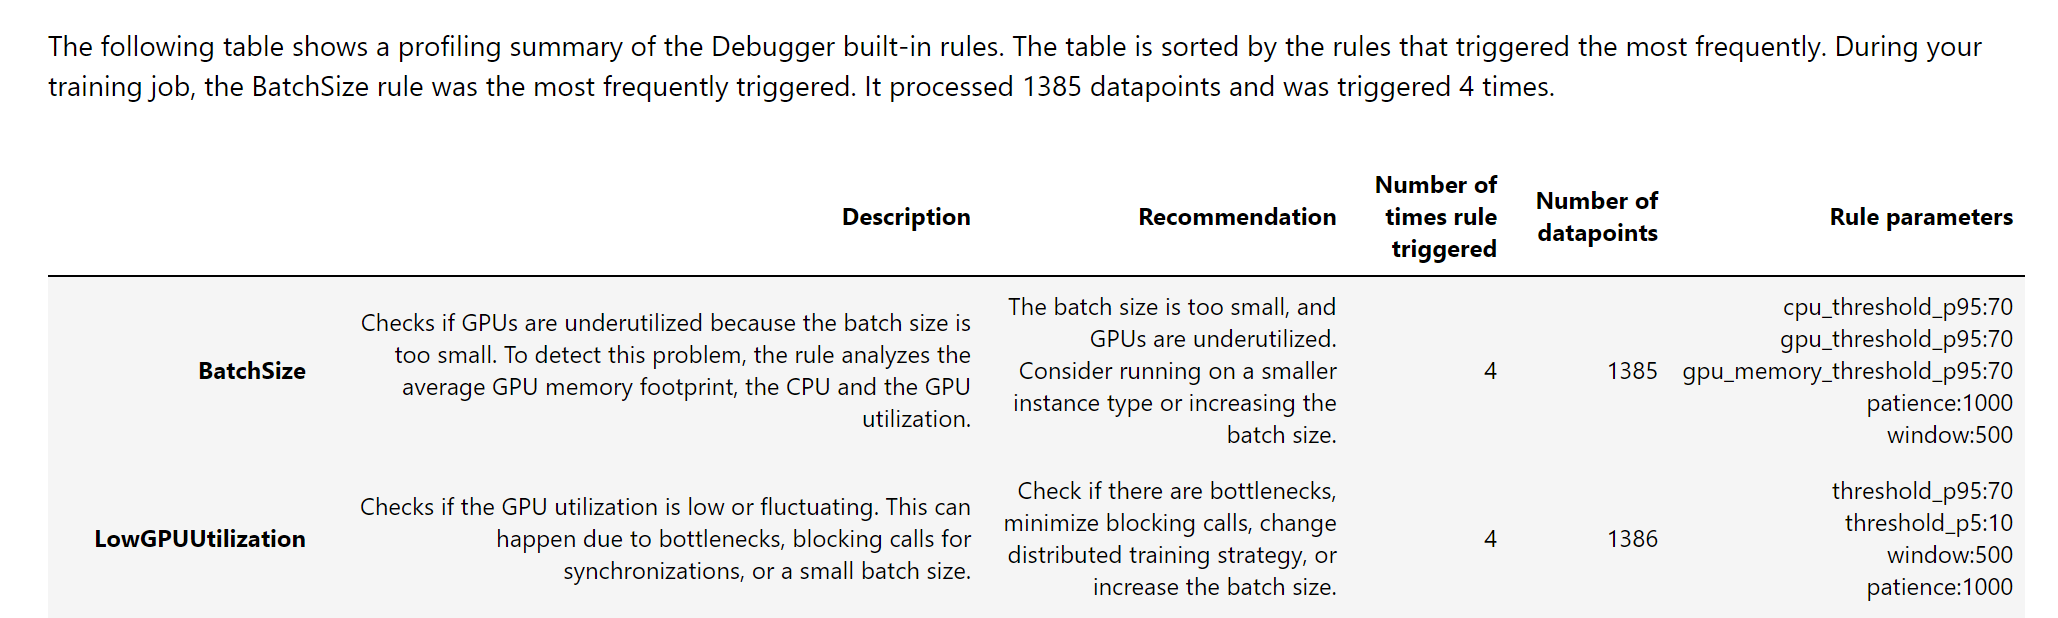 The following table shows a profiling summary of the Debugger built-in rules. The table is sorted by the rules that triggered the most frequently. During your
training job, the BatchSize rule was the most frequently triggered. It processed 1385 datapoints and was triggered 4 times.
Description
Recommendation
Number of
times rule
triggered
Number of
datapoints
Rule parameters
BatchSize
Checks if GPUs are underutilized because the batch size is
too small. To detect this problem, the rule analyzes the
average GPU memory footprint, the CPU and the GPU
utilization.
The batch size is too small, and
GPUs are underutilized.
Consider running on a smaller
instance type or increasing the
batch size.
4
1385
cpu_threshold_p95:70
gpu_threshold_p95:70
gpu_memory_threshold_p95:70
patience:1000
window:500
LowGPUUtilization
Checks if the GPU utilization is low or fluctuating. This can
happen due to bottlenecks, blocking calls for
synchronizations, or a small batch size.
Check if there are bottlenecks,
minimize blocking calls, change
distributed training strategy, or
increase the batch size.
4
1386
threshold_p95:70
threshold_p5:10
window:500
patience:1000